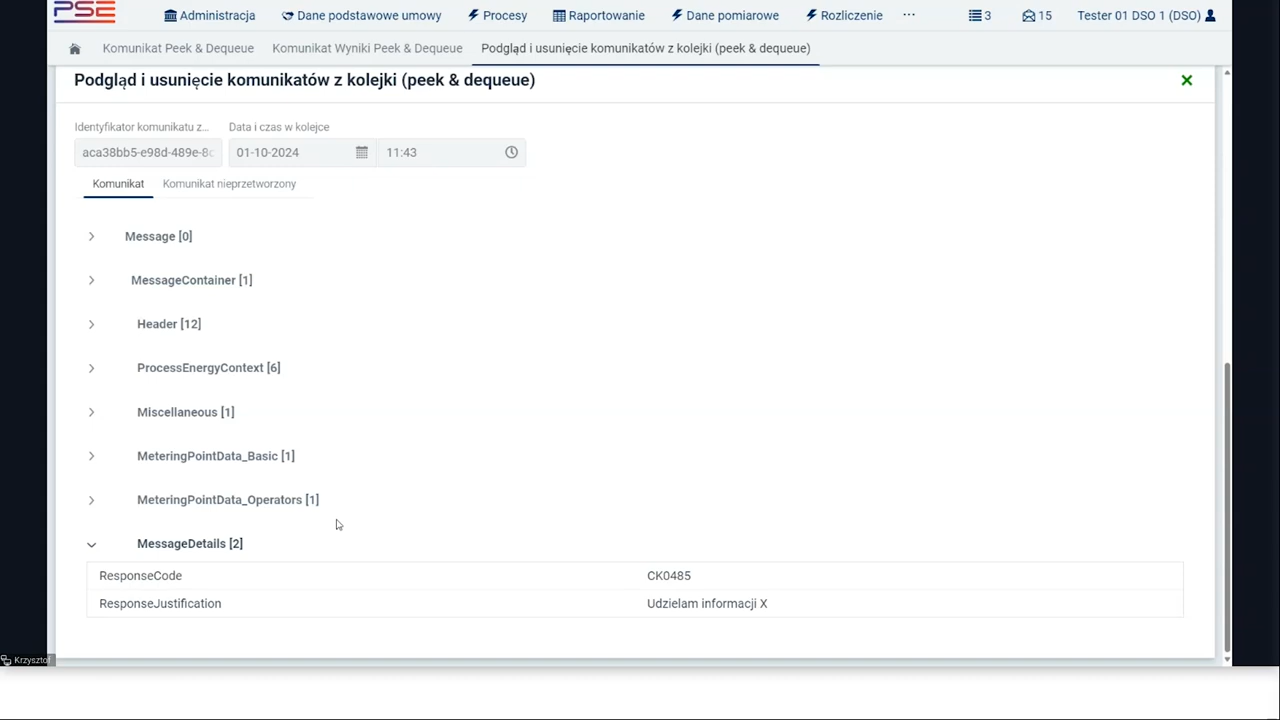 PSE Administracja Dane podstawowe umowy Procesy Raportowanie Dane pomiarowe Rozliczenie ... 3 15 Tester 01 DSO 1 (DSO)
Komunikat Peek & Dequeue Komunikat Wyniki Peek & Dequeue Podgląd i usunięcie komunikatów z kolejki (peek & dequeue)
Podgląd i usunięcie komunikatów z kolejki (peek & dequeue)
Identyfikator komunikatu z... Data i czas w kolejce
aca38bb5-e98d-489e-8c 01-10-2024 11:43
Komunikat Komunikat nieprzetworzony
Message [0]
MessageContainer [1]
Header [12]
ProcessEnergyContext [6]
Miscellaneous [1]
MeteringPointData_Basic [1]
MeteringPointData_Operators [1]
MessageDetails [2]
ResponseCode CK0485
ResponseJustification Udzielam informacji X
Krzysztof